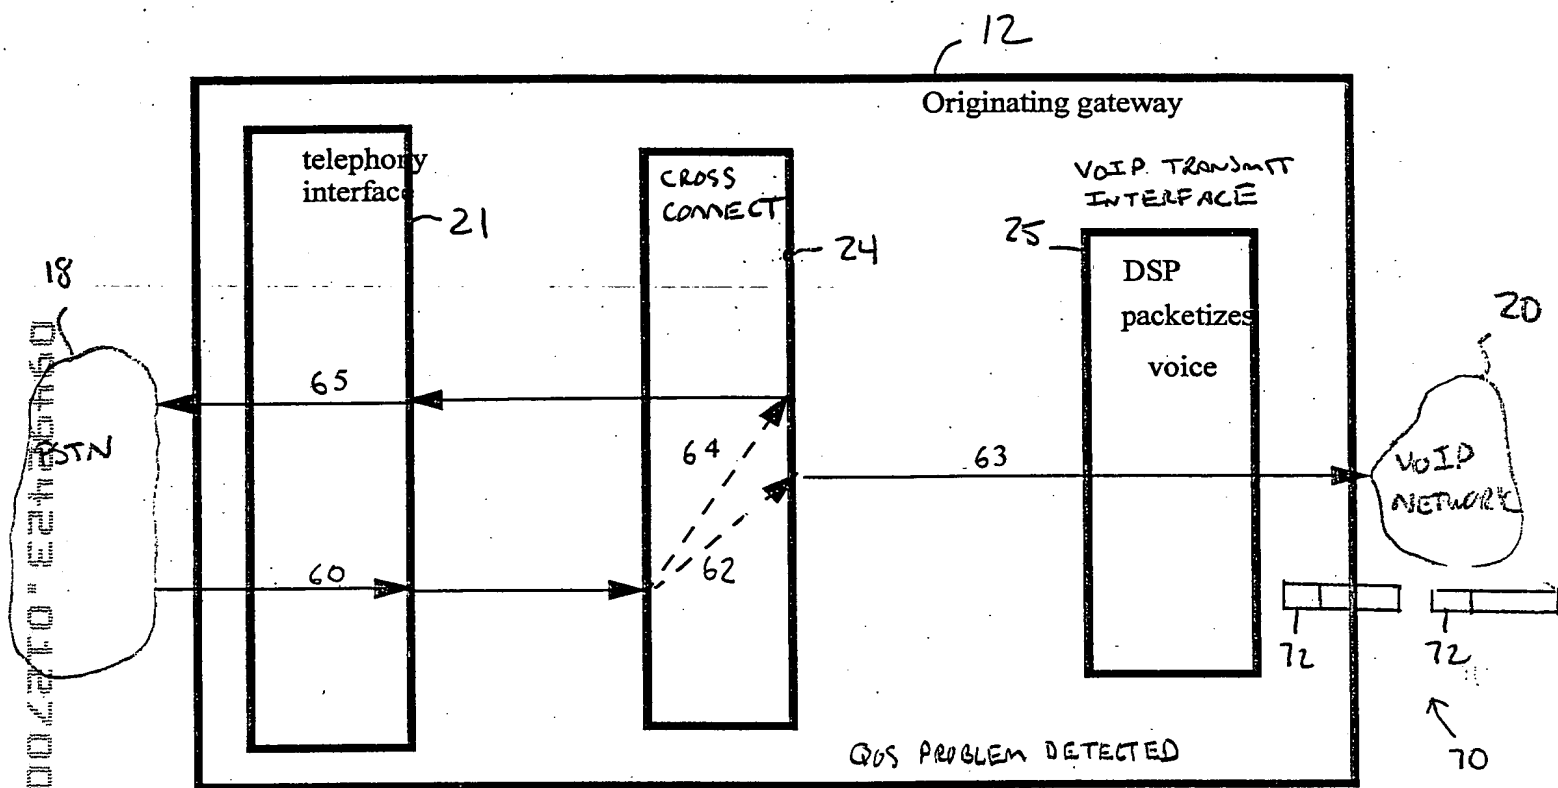 12
Originating gateway
telephony
interface
21
CROSS
CONNECT
24
VOIP TRANSMIT
INTERFACE
25
DSP
packetizes
voice
18
PSTN
20
VOIP
NETWORK
65
64
63
62
60
72
72
70
QOS PROBLEM DETECTED